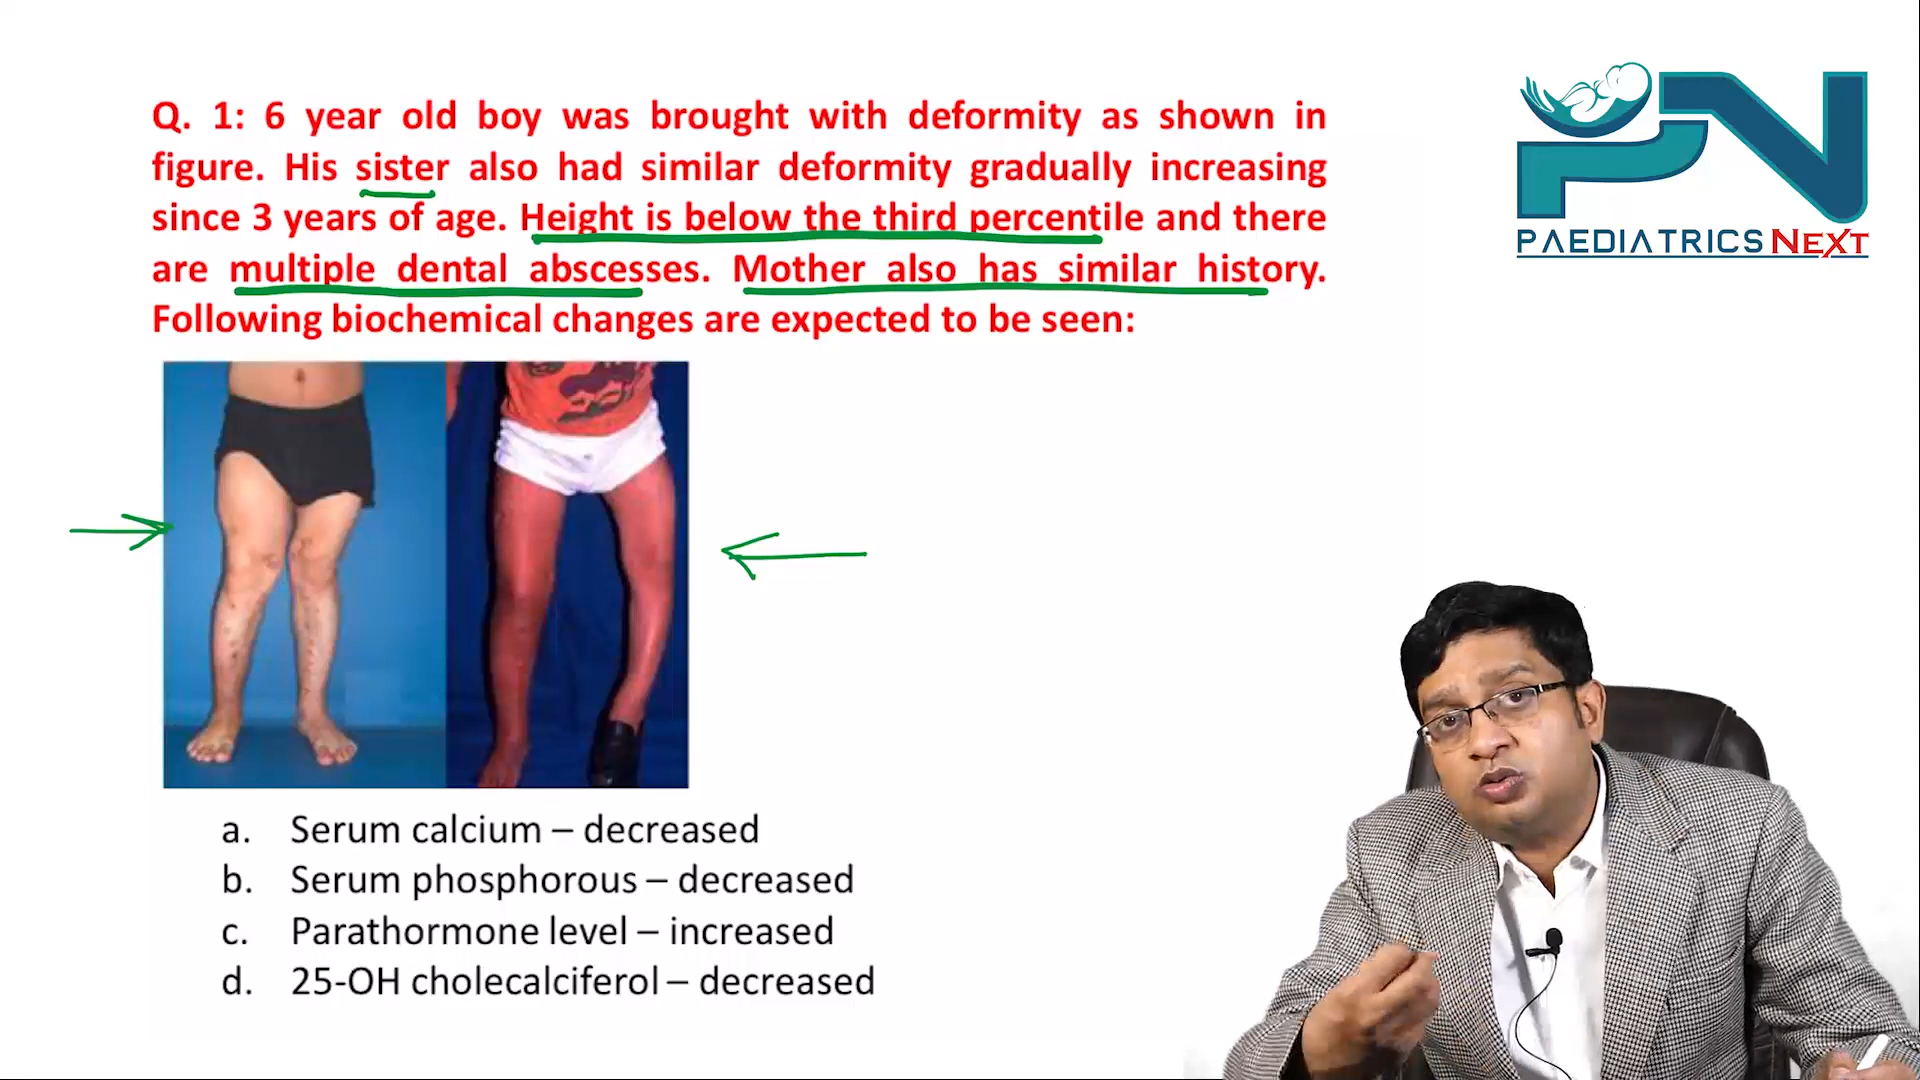 Q. 1: 6 year old boy was brought with deformity as shown in
figure. His sister also had similar deformity gradually increasing
since 3 years of age. Height is below the third percentile and there
are multiple dental abscesses. Mother also has similar history.
Following biochemical changes are expected to be seen:
a. Serum calcium – decreased
b. Serum phosphorous – decreased
c. Parathormone level – increased
d. 25-OH cholecalciferol – decreased
PN
PAEDIATRICS NEXT